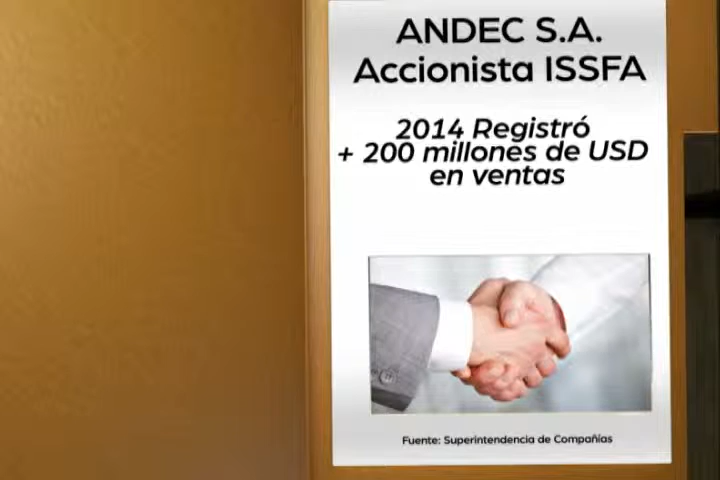 ANDEC S.A.
Accionista ISSFA
2014 Registró
+ 200 millones de USD
en ventas
Fuente: Superintendencia de Compañías